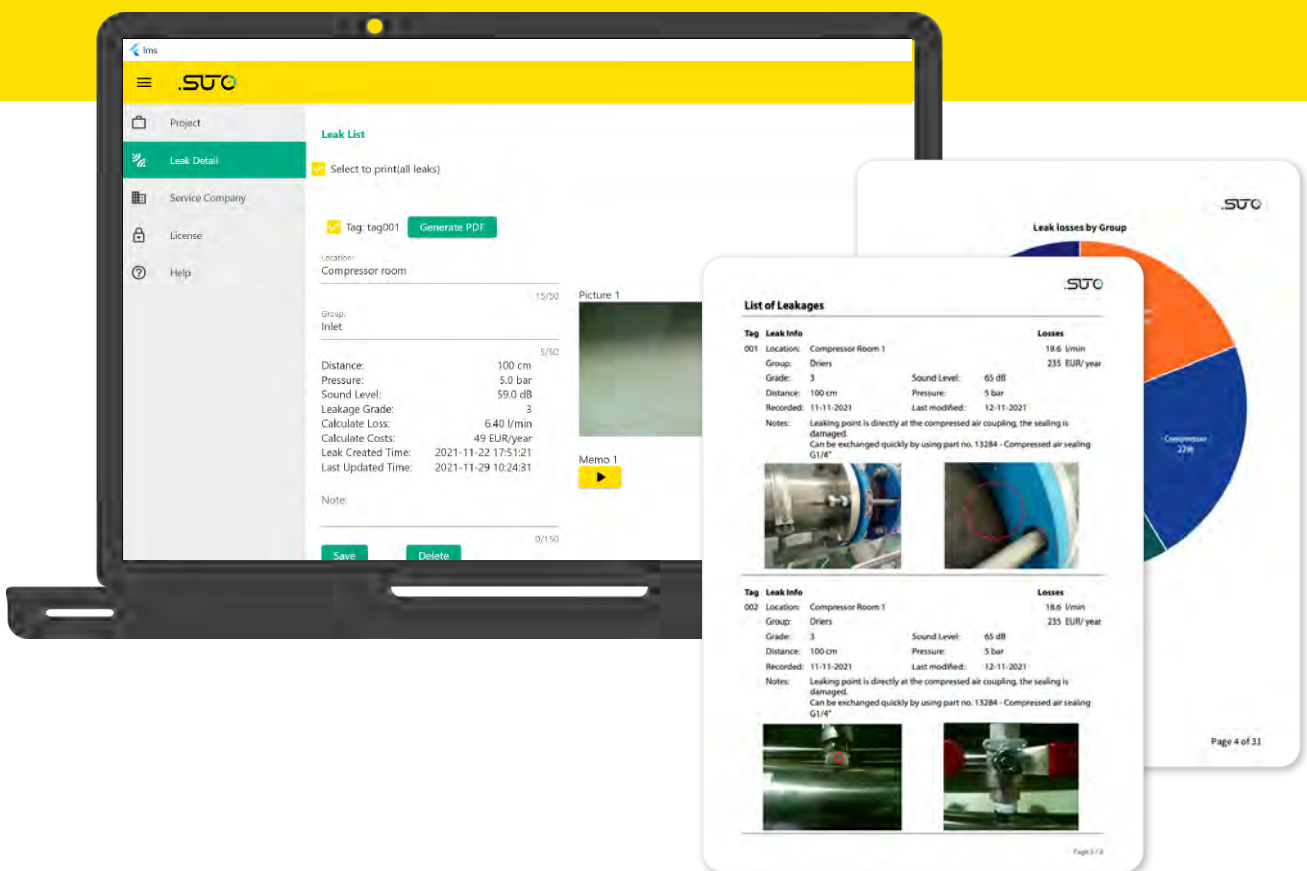 lms
.SUTO
Project
Leak Detail
Service Company
License
Help
Leak List
Select to print(all leaks)
Tag: tag001 Generate PDF
Location:
Compressor room
15/50
Group:
Inlet
5/50
Distance: 100 cm
Pressure: 5.0 bar
Sound Level: 59.0 dB
Leakage Grade: 3
Calculate Loss: 6.40 l/min
Calculate Costs: 49 EUR/year
Leak Created Time: 2021-11-22 17:51:21
Last Updated Time: 2021-11-29 10:24:31
Note:
0/150
Save Delete
Picture 1
Memo 1
.SUTO
Leak losses by Group
Compressor
22%
Page 4 of 31
.SUTO
List of Leakages
Tag Leak Info Losses
001 Location: Compressor Room 1 18.6 l/min
Group: Driers 235 EUR/ year
Grade: 3 Sound Level: 65 dB
Distance: 100 cm Pressure: 5 bar
Recorded: 11-11-2021 Last modified: 12-11-2021
Notes: Leaking point is directly at the compressed air coupling, the sealing is
damaged.
Can be exchanged quickly by using part no. 13284 - Compressed air sealing
G1/4"
Tag Leak Info Losses
002 Location: Compressor Room 1 18.6 l/min
Group: Driers 235 EUR/ year
Grade: 3 Sound Level: 65 dB
Distance: 100 cm Pressure: 5 bar
Recorded: 11-11-2021 Last modified: 12-11-2021
Notes: Leaking point is directly at the compressed air coupling, the sealing is
damaged.
Can be exchanged quickly by using part no. 13284 - Compressed air sealing
G1/4"